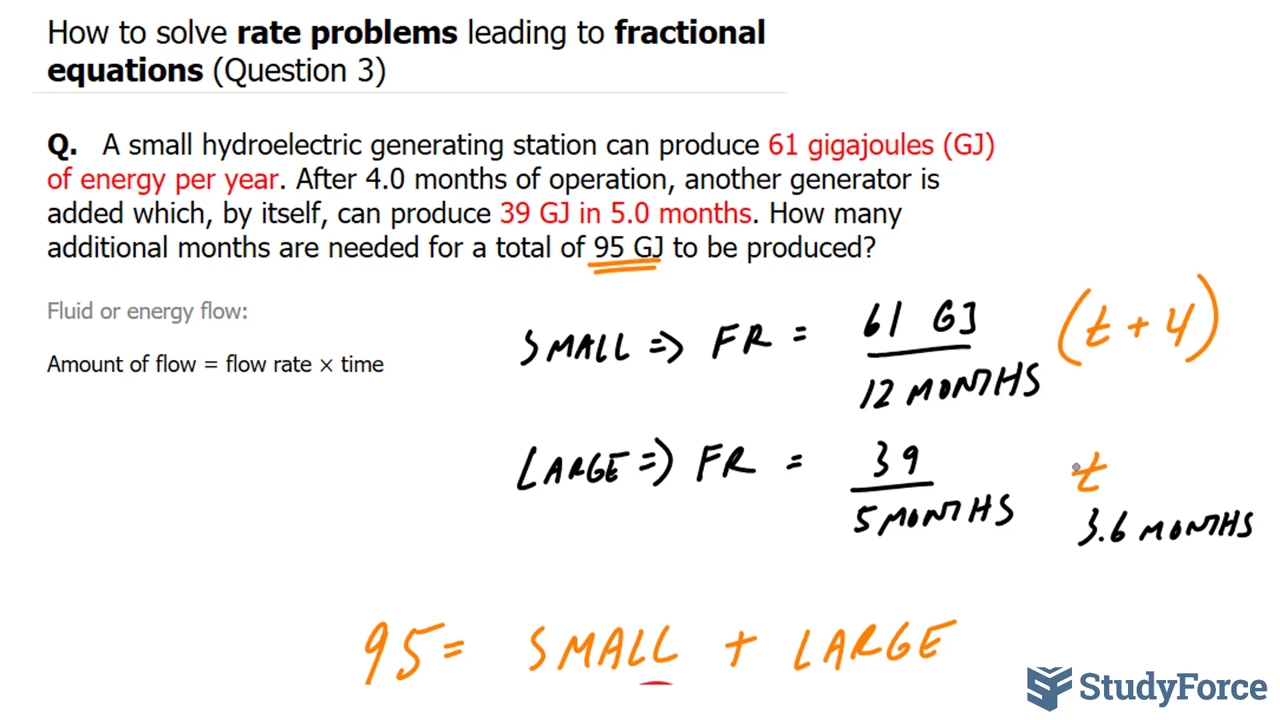 How to solve rate problems leading to fractional
equations (Question 3)
Q. A small hydroelectric generating station can produce 61 gigajoules (GJ)
of energy per year. After 4.0 months of operation, another generator is
added which, by itself, can produce 39 GJ in 5.0 months. How many
additional months are needed for a total of 95 GJ to be produced?
Fluid or energy flow:
Amount of flow = flow rate × time
SMALL => FR = 61 GJ (t + 4)
12 MONTHS
LARGE => FR = 39 t
5 MONTHS 3.6 MONTHS
95 = SMALL + LARGE
StudyForce